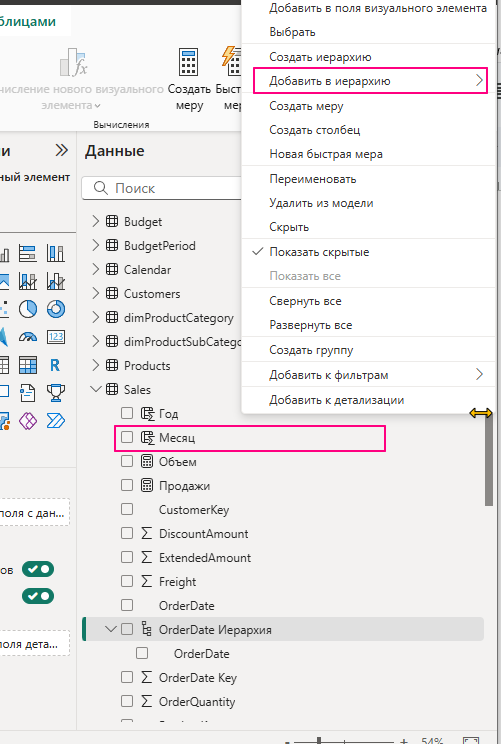 блицами
числение нового визуального
элемента
Создать
меру
Быст
мер
Вычисления
ии
ный элемент
Данные
Поиск
Budget
BudgetPeriod
Calendar
Customers
dimProductCategory
dimProductSubCatego
Products
Sales
Год
Месяц
Объем
Продажи
CustomerKey
DiscountAmount
ExtendedAmount
Freight
OrderDate
OrderDate Иерархия
OrderDate
OrderDate Key
OrderQuantity
123
R
поля с дан...
ов
поля дета...
Добавить в поля визуального элемента
Выбрать
Создать иерархию
Добавить в иерархию
Создать меру
Создать столбец
Новая быстрая мера
Переименовать
Удалить из модели
Скрыть
Показать скрытые
Показать все
Свернуть все
Развернуть все
Создать группу
Добавить к фильтрам
Добавить к детализации
54%